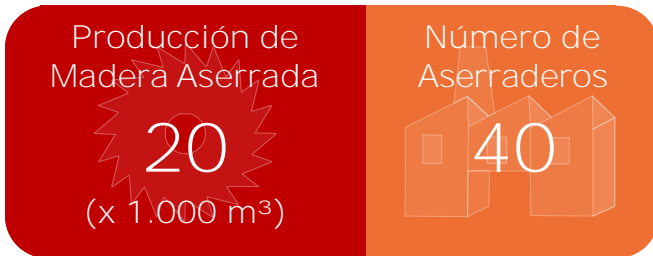 Producción de
Madera Aserrada
20
(x 1.000 m³)
Número de
Aserraderos
40